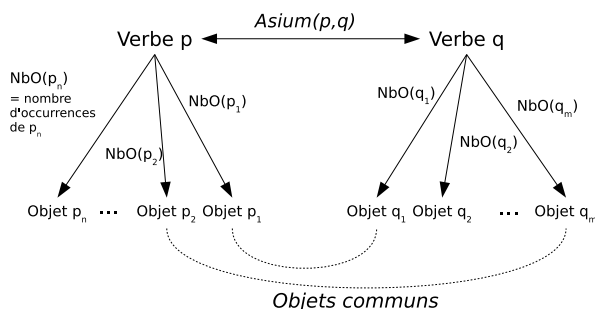 Asium(p,q)
Verbe p
Verbe q
NbO(pn)
= nombre
d'occurrences
de pn
NbO(p2)
NbO(p1)
NbO(q1)
NbO(q2)
NbO(qm)
Objet pn ... Objet p2 Objet p1
Objet q1 Objet q2 ... Objet qm
Objets communs